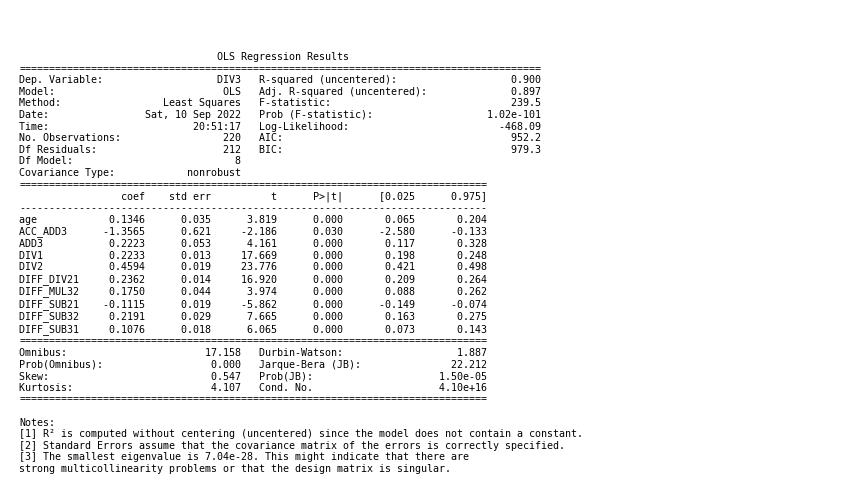 OLS Regression Results
==============================================================================
Dep. Variable: DIV3 R-squared (uncentered): 0.900
Model: OLS Adj. R-squared (uncentered): 0.897
Method: Least Squares F-statistic: 239.5
Date: Sat, 10 Sep 2022 Prob (F-statistic): 1.02e-101
Time: 20:51:17 Log-Likelihood: -468.09
No. Observations: 220 AIC: 952.2
Df Residuals: 212 BIC: 979.3
Df Model: 8
Covariance Type: nonrobust
==============================================================================
coef std err t P>|t| [0.025 0.975]
------------------------------------------------------------------------------
age 0.1346 0.035 3.819 0.000 0.065 0.204
ACC_ADD3 -1.3565 0.621 -2.186 0.030 -2.580 -0.133
ADD3 0.2223 0.053 4.161 0.000 0.117 0.328
DIV1 0.2233 0.013 17.669 0.000 0.198 0.248
DIV2 0.4594 0.019 23.776 0.000 0.421 0.498
DIFF_DIV21 0.2362 0.014 16.920 0.000 0.209 0.264
DIFF_MUL32 0.1750 0.044 3.974 0.000 0.088 0.262
DIFF_SUB21 -0.1115 0.019 -5.862 0.000 -0.149 -0.074
DIFF_SUB32 0.2191 0.029 7.665 0.000 0.163 0.275
DIFF_SUB31 0.1076 0.018 6.065 0.000 0.073 0.143
==============================================================================
Omnibus: 17.158 Durbin-Watson: 1.887
Prob(Omnibus): 0.000 Jarque-Bera (JB): 22.212
Skew: 0.547 Prob(JB): 1.50e-05
Kurtosis: 4.107 Cond. No. 4.10e+16
==============================================================================
Notes:
[1] R² is computed without centering (uncentered) since the model does not contain a constant.
[2] Standard Errors assume that the covariance matrix of the errors is correctly specified.
[3] The smallest eigenvalue is 7.04e-28. This might indicate that there are
strong multicollinearity problems or that the design matrix is singular.